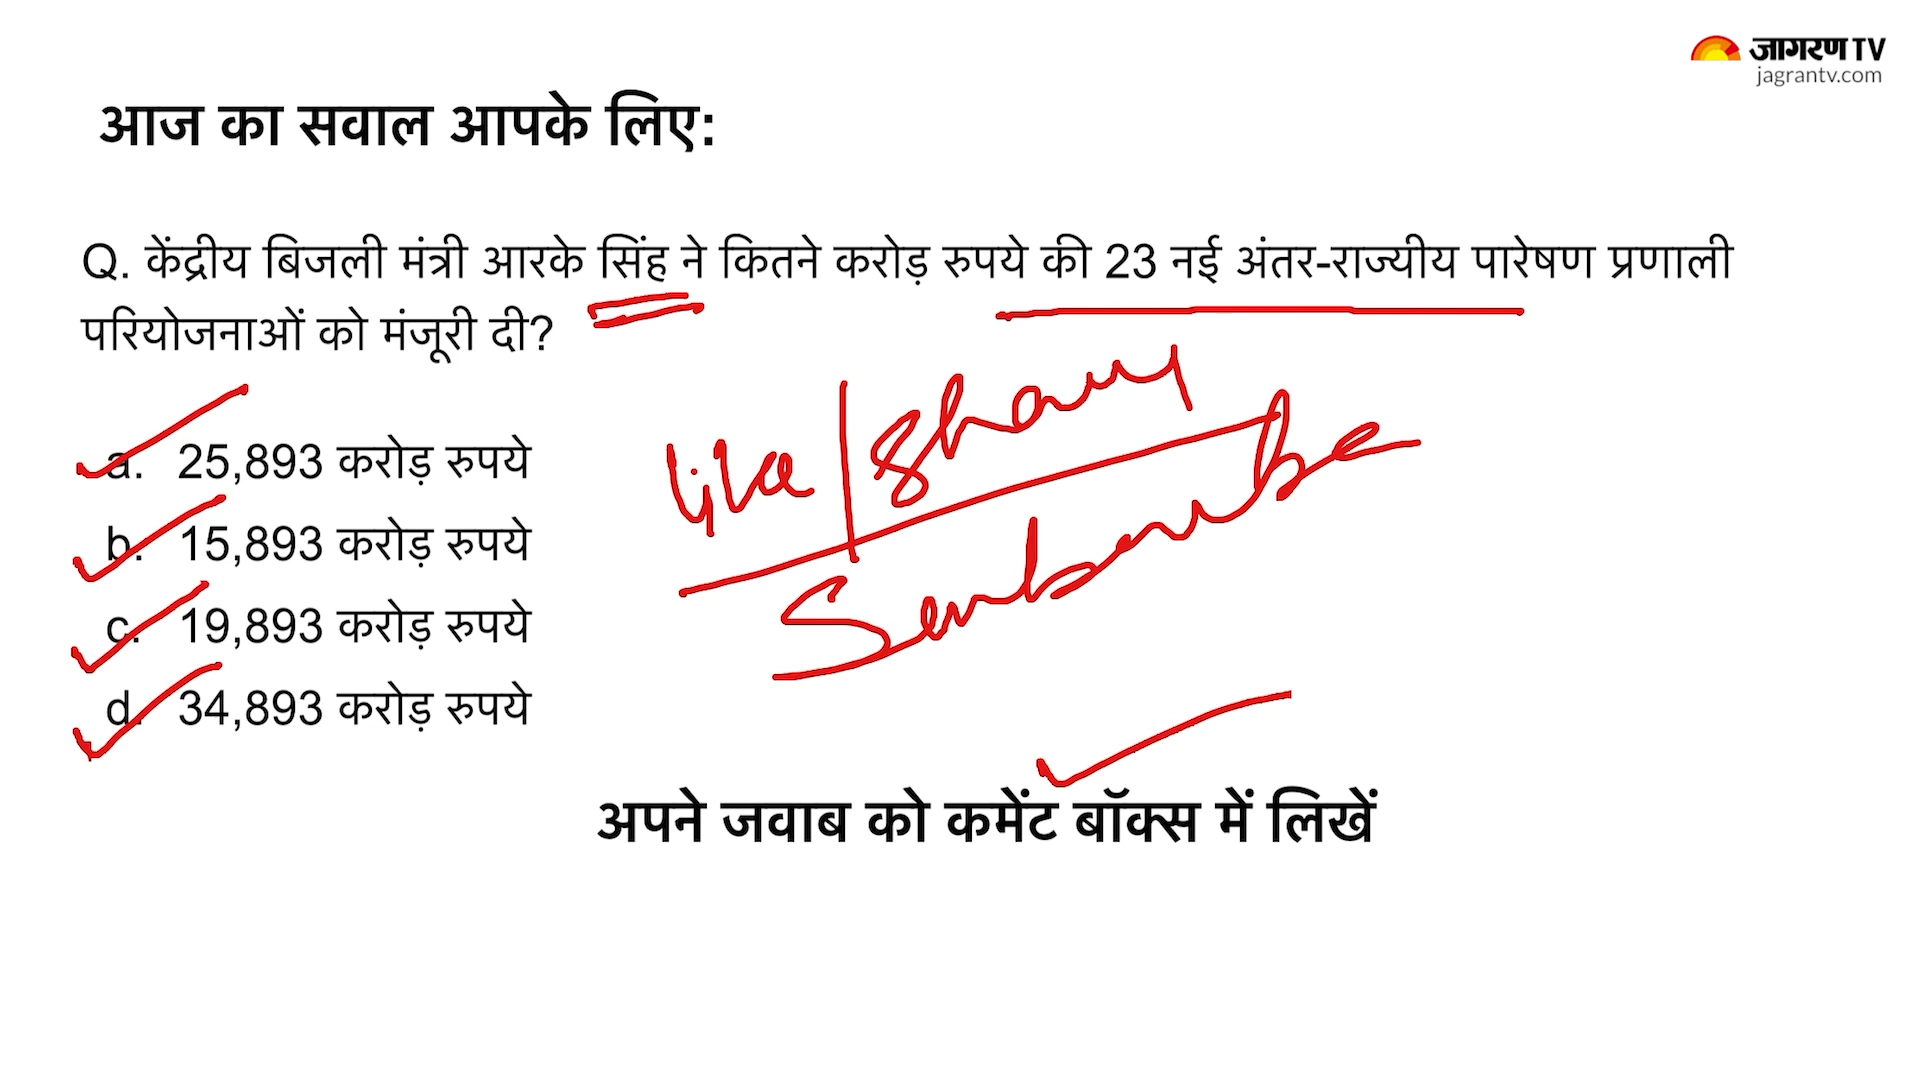 जागरण TV
jagrantv.com
आज का सवाल आपके लिए:
Q. केंद्रीय बिजली मंत्री आरके सिंह ने कितने करोड़ रुपये की 23 नई अंतर-राज्यीय पारेषण प्रणाली
परियोजनाओं को मंजूरी दी?
a. 25,893 करोड़ रुपये
b. 15,893 करोड़ रुपये
c. 19,893 करोड़ रुपये
d. 34,893 करोड़ रुपये
like/
अपने जवाब को कमेंट बॉक्स में लिखें